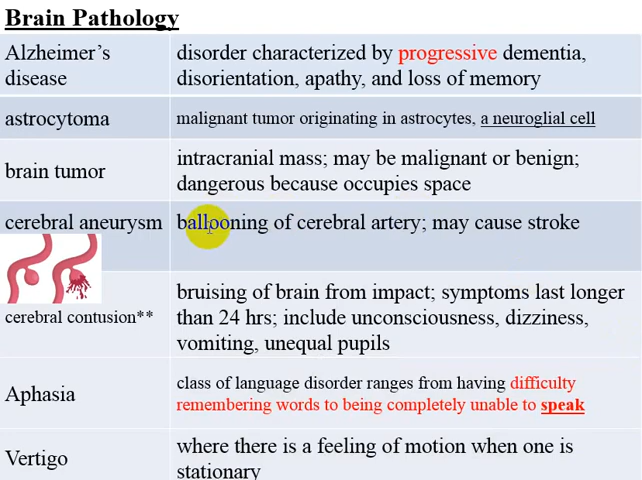 Brain Pathology
Alzheimer's disease
disorder characterized by progressive dementia,
disorientation, apathy, and loss of memory
astrocytoma
malignant tumor originating in astrocytes, a neuroglial cell
brain tumor
intracranial mass; may be malignant or benign;
dangerous because occupies space
cerebral aneurysm
ballooning of cerebral artery; may cause stroke
cerebral contusion**
bruising of brain from impact; symptoms last longer
than 24 hrs; include unconsciousness, dizziness,
vomiting, unequal pupils
Aphasia
class of language disorder ranges from having difficulty
remembering words to being completely unable to speak
Vertigo
where there is a feeling of motion when one is
stationary